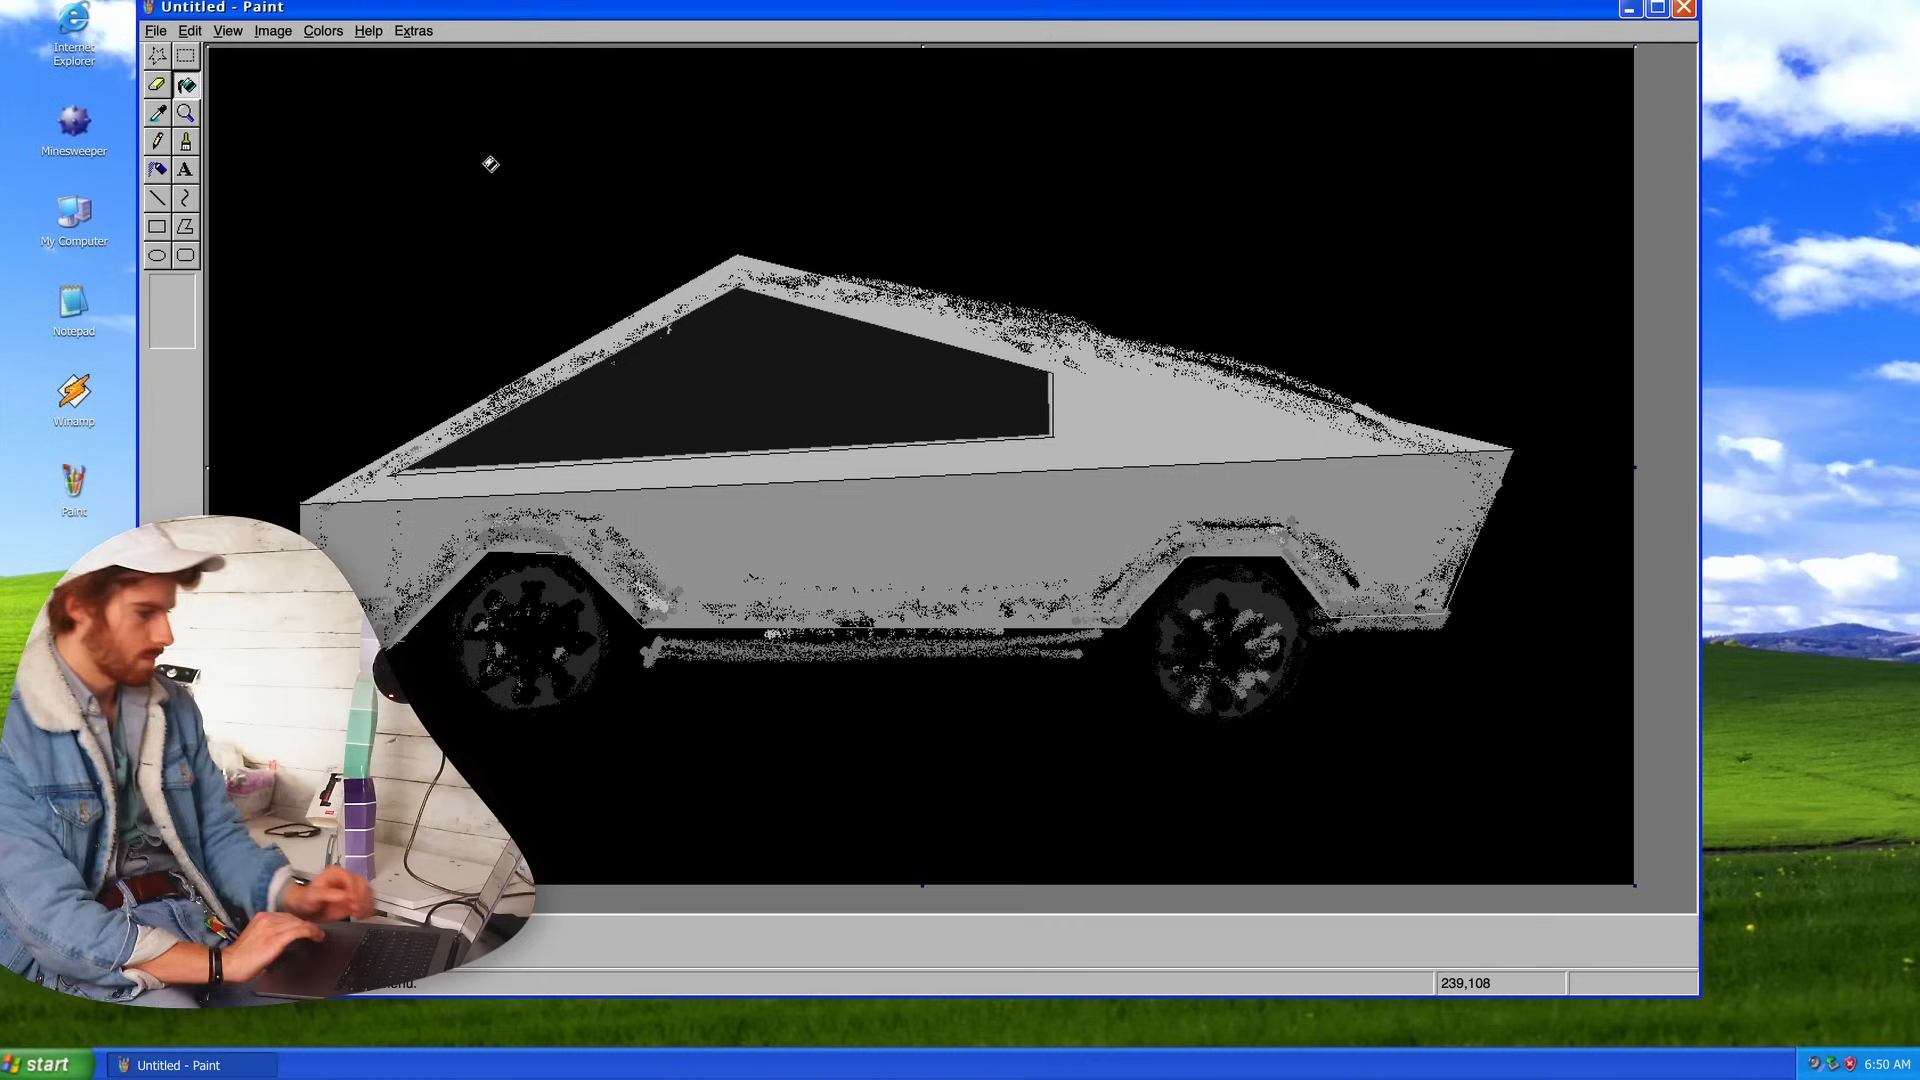 Untitled - Paint
File Edit View Image Colors Help Extras
Internet
Explorer
Minesweeper
My Computer
Notepad
Winamp
Paint
A
239,108
start
Untitled - Paint
6:50 AM